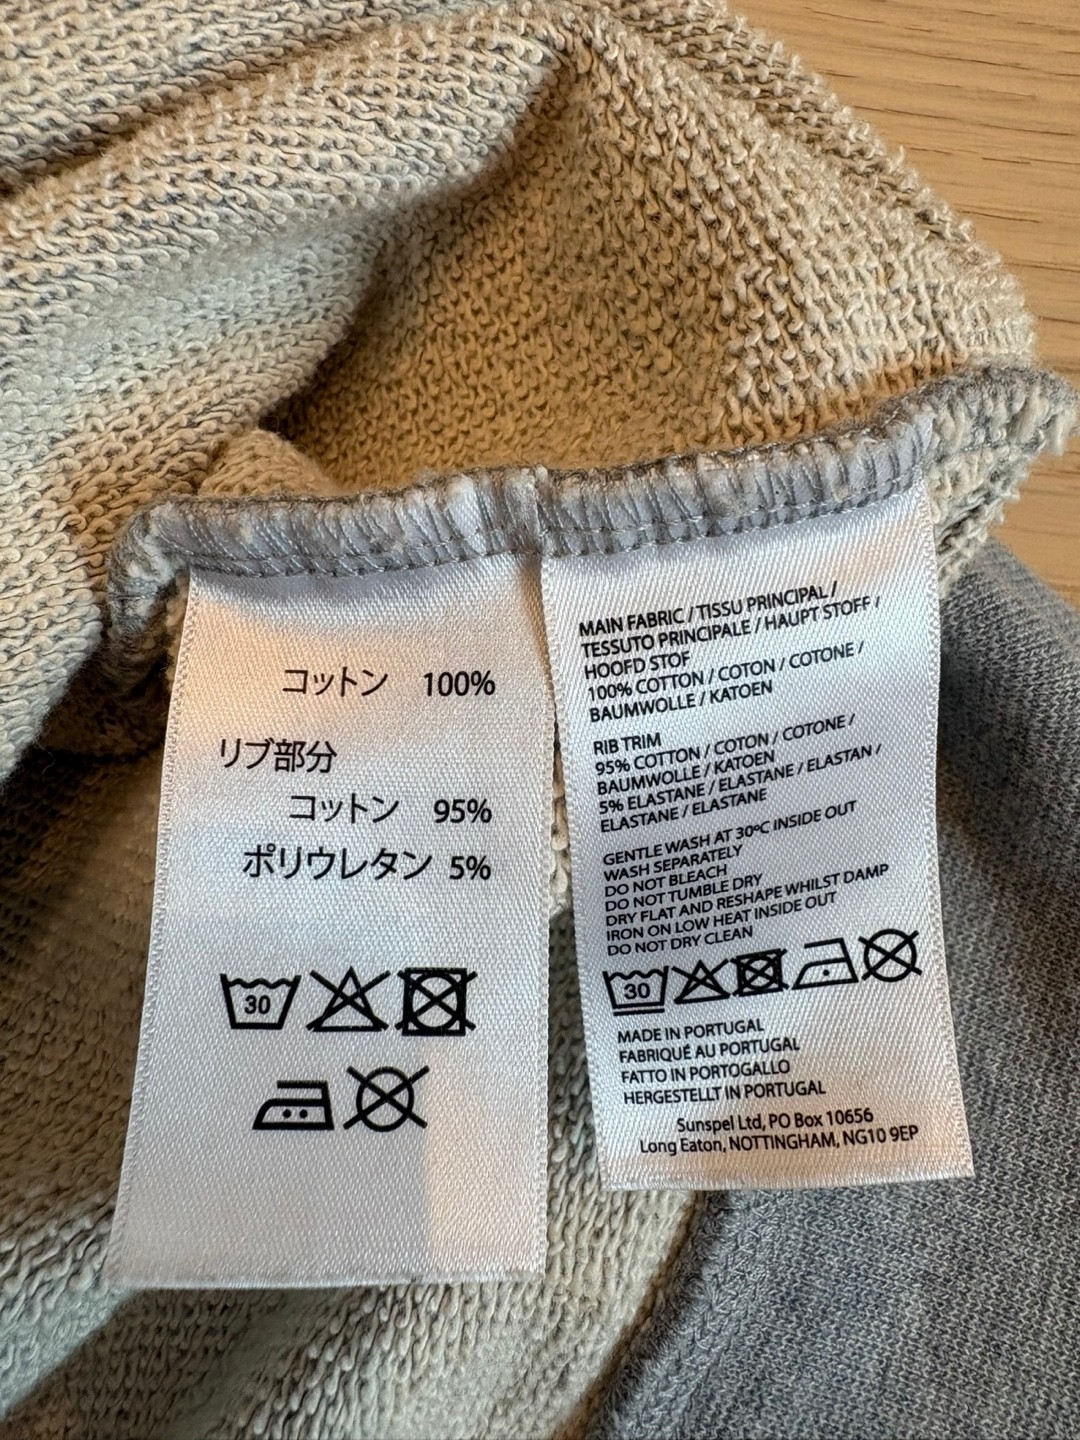 コットン 100%
リブ部分
コットン 95%
ポリウレタン 5%
30
MAIN FABRIC / TISSU PRINCIPAL /
TESSUTO PRINCIPALE / HAUPT STOFF /
HOOFD STOF
100% COTTON / COTON / COTONE /
BAUMWOLLE / KATOEN
RIB TRIM
95% COTTON / COTON / COTONE /
BAUMWOLLE / KATOEN
5% ELASTANE / ELASTANE / ELASTAN /
ELASTANE / ELASTANE
GENTLE WASH AT 30ºC INSIDE OUT
WASH SEPARATELY
DO NOT BLEACH
DO NOT TUMBLE DRY
DRY FLAT AND RESHAPE WHILST DAMP
IRON ON LOW HEAT INSIDE OUT
DO NOT DRY CLEAN
30
MADE IN PORTUGAL
FABRIQUÉ AU PORTUGAL
FATTO IN PORTOGALLO
HERGESTELLT IN PORTUGAL
Sunspel Ltd, PO Box 10656
Long Eaton, NOTTINGHAM, NG10 9EP